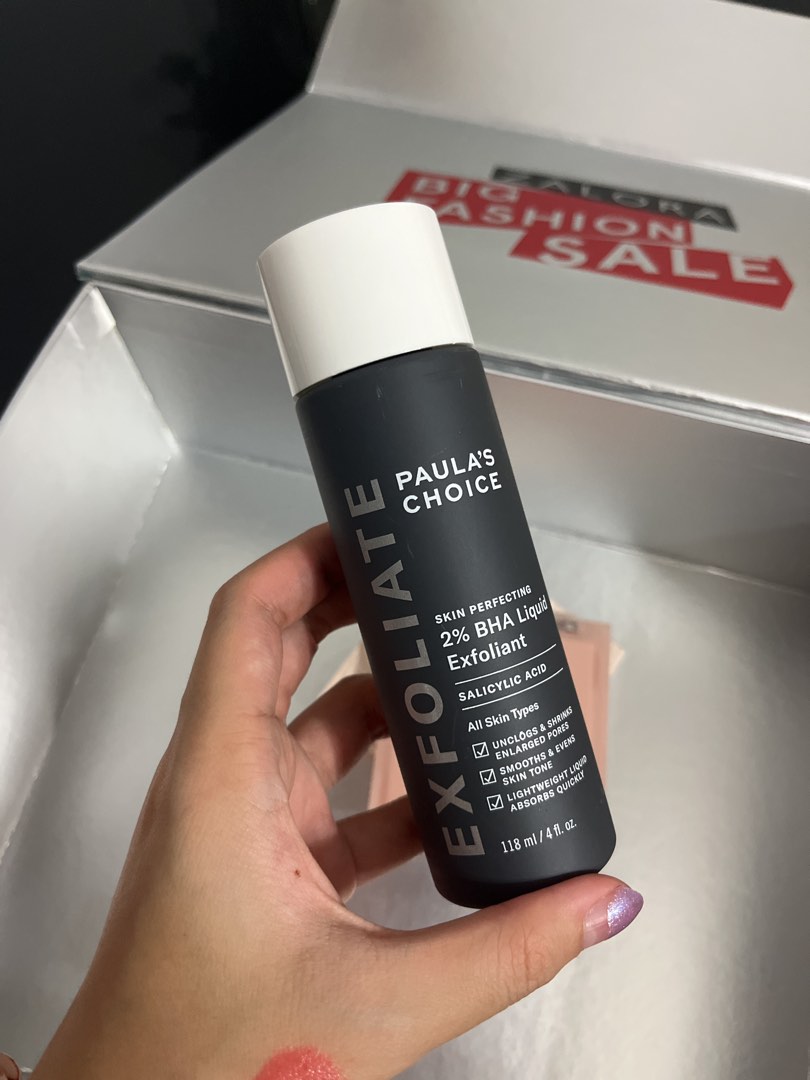 ZALORA
BIG
FASHION
SALE
EXFOLIATE
PAULA'S
CHOICE
SKIN PERFECTING
2% BHA Liquid
Exfoliant
SALICYLIC ACID
All Skin Types
UNCLOGS & SHRINKS
ENLARGED PORES
SMOOTHS & EVENS
SKIN TONE
LIGHTWEIGHT LIQUID
ABSORBS QUICKLY
118 ml / 4 fl. oz.